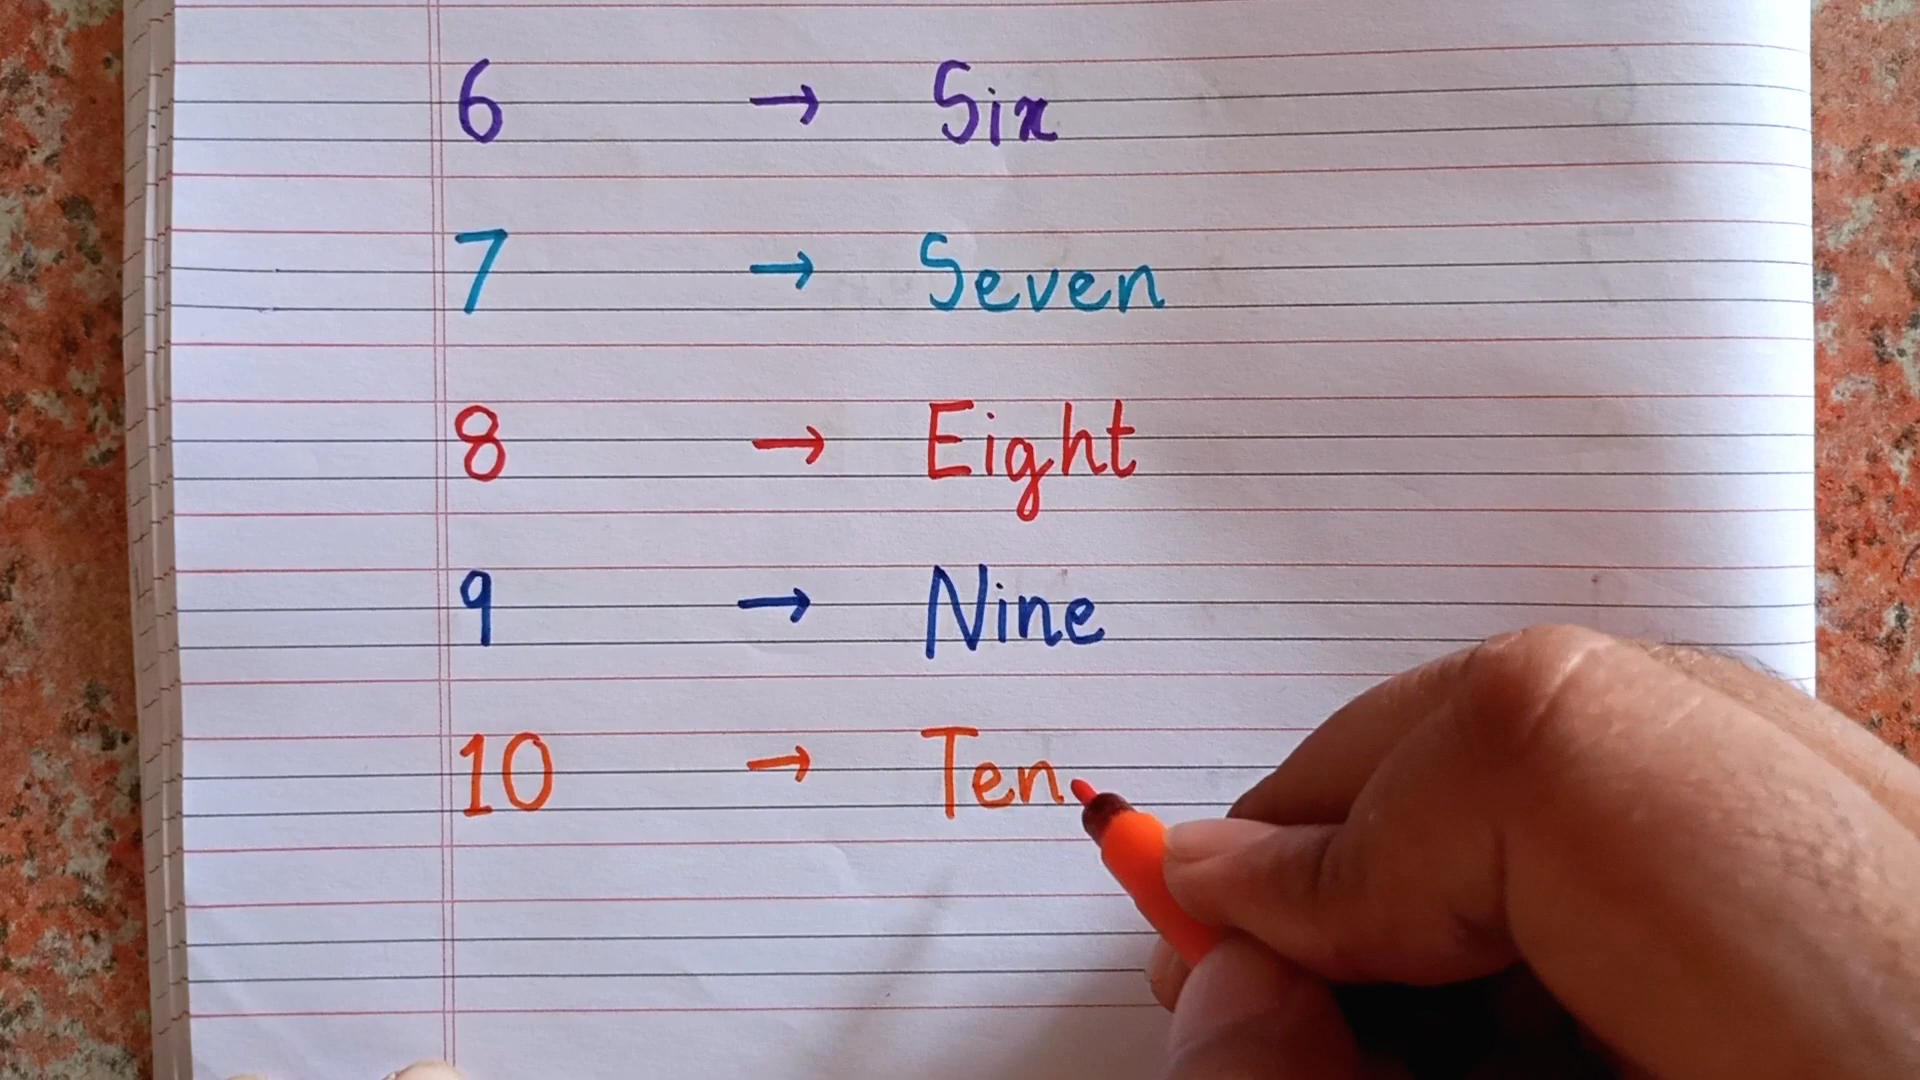 6 → Six
7 → Seven
8 → Eight
9 → Nine
10 → Ten